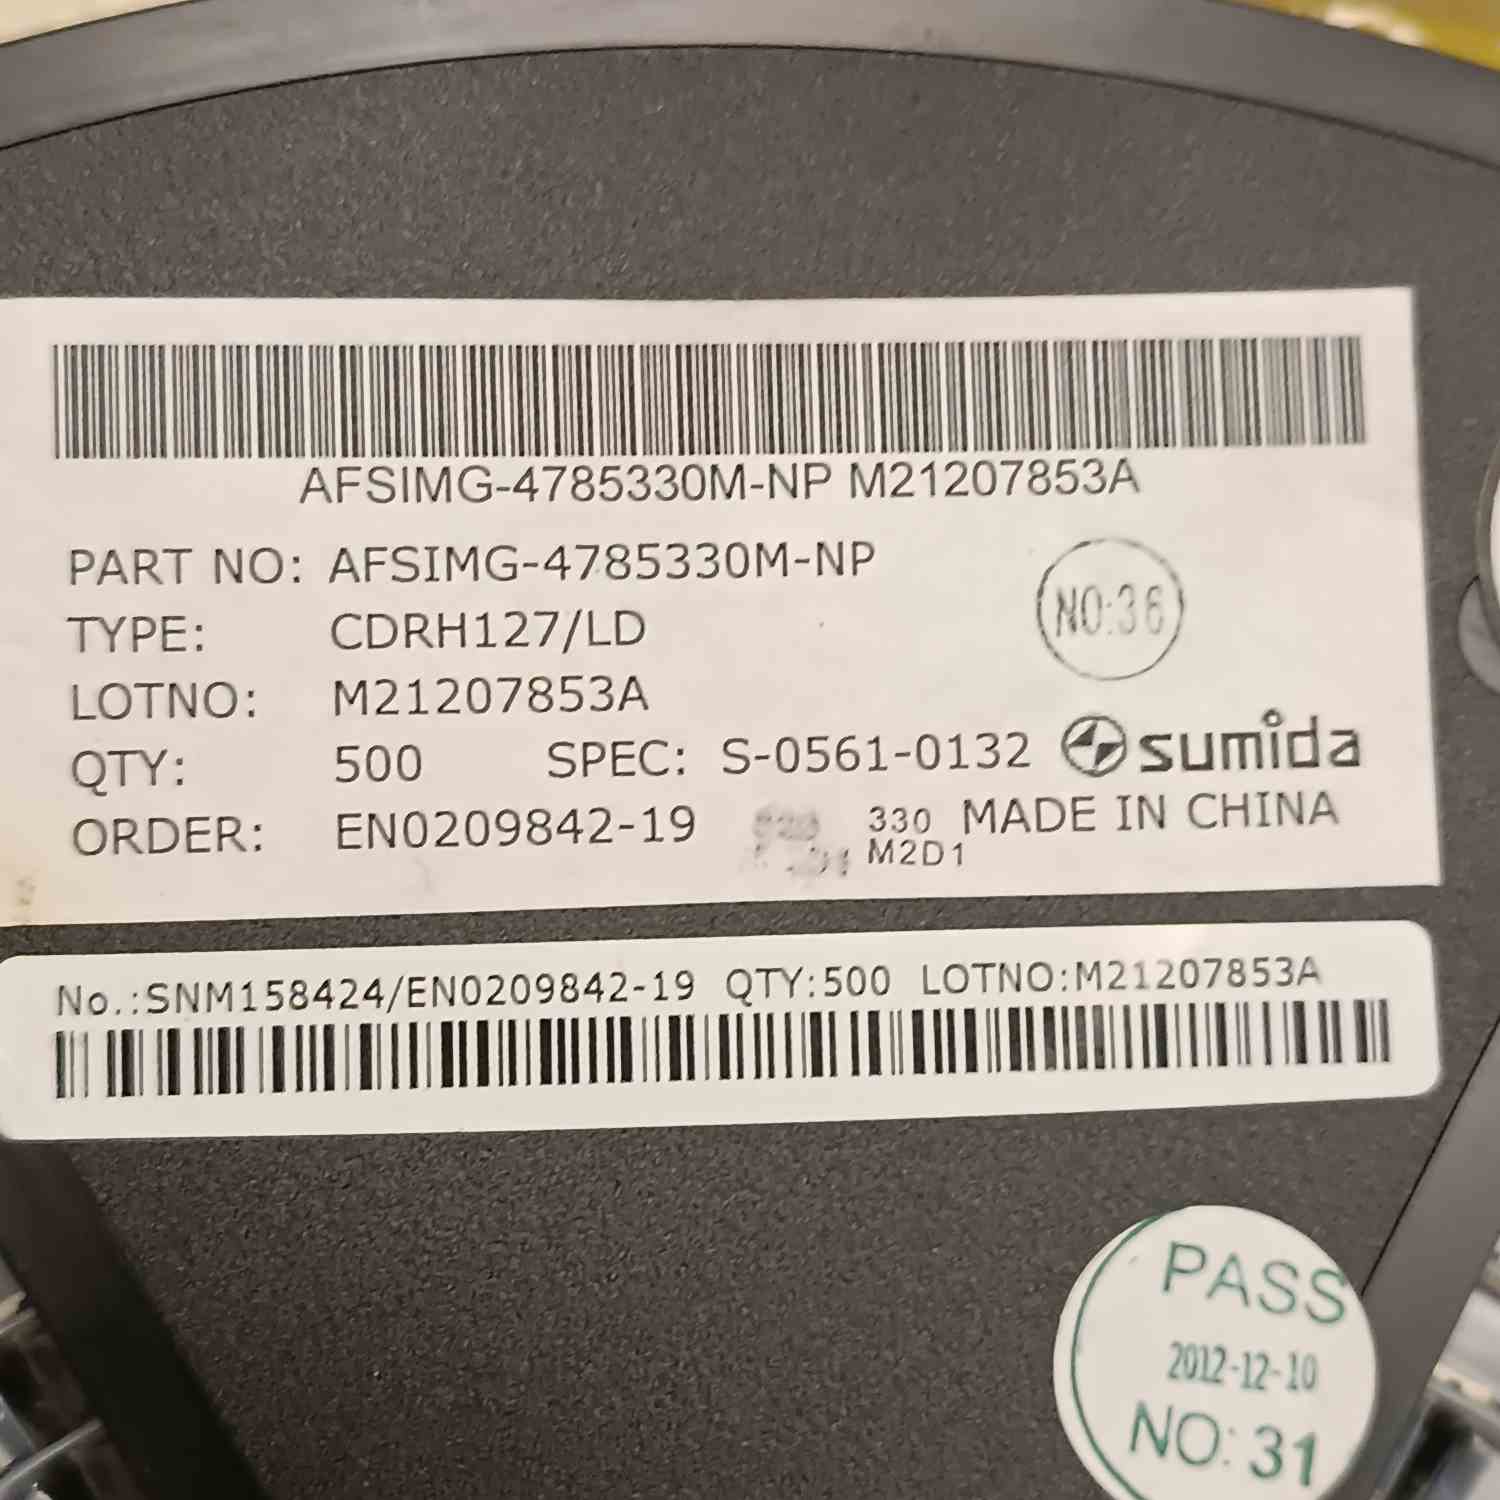 AFSIMG-4785330M-NP M21207853A
PART NO: AFSIMG-4785330M-NP
NO:36
TYPE: CDRH127/LD
LOTNO: M21207853A
QTY: 500 SPEC: S-0561-0132 sumida
ORDER: EN0209842-19 330 MADE IN CHINA
M2D1
No.:SNM158424/EN0209842-19 QTY:500 LOTNO:M21207853A
PASS
2012-12-10
NO:31